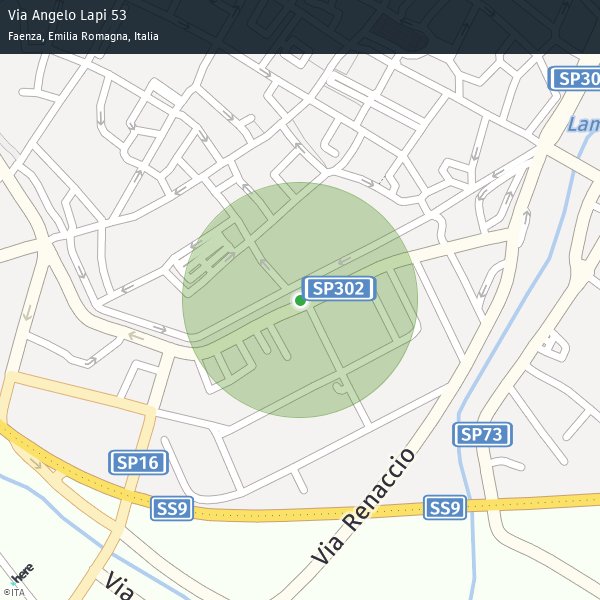 Via Angelo Lapi 53
Faenza, Emilia Romagna, Italia
SP30
Lam
SP302
SP73
SP16
SS9
SS9
Via Renaccio
Via
here
©ITA